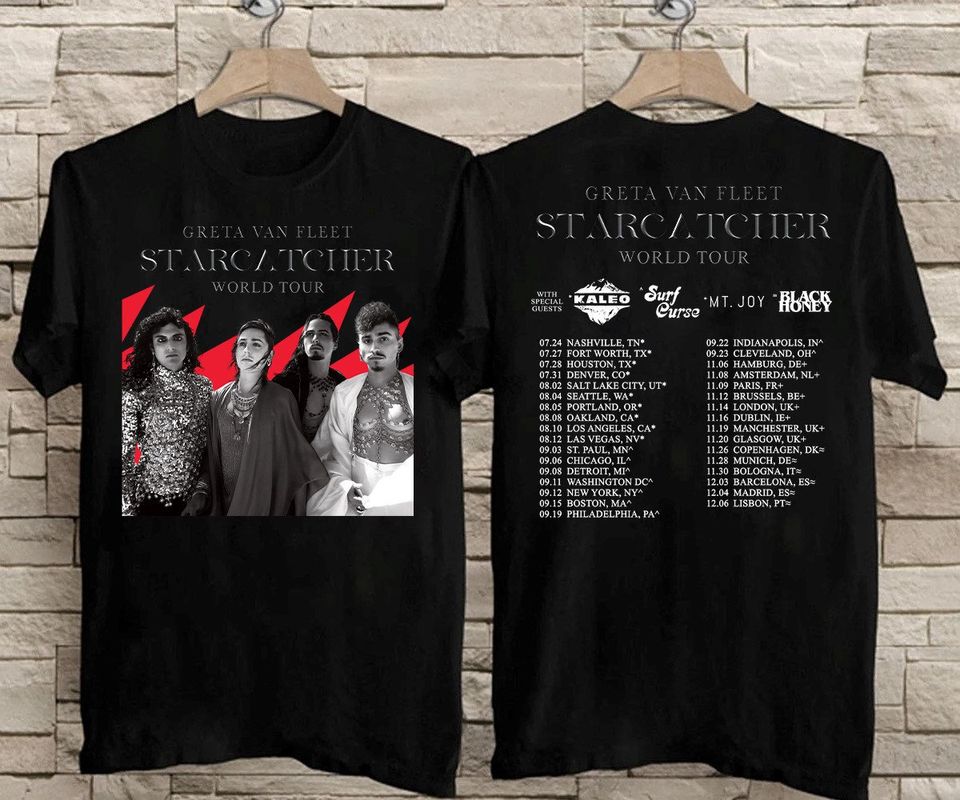 GRETA VAN FLEET
STARCATCHER
WORLD TOUR
GRETA VAN FLEET
STARCATCHER
WORLD TOUR
WITH SPECIAL GUESTS *KALEO ^Surf Curse +MT. JOY ≈BLACK HONEY
07.24 NASHVILLE, TN*
07.27 FORT WORTH, TX*
07.28 HOUSTON, TX*
07.31 DENVER, CO*
08.02 SALT LAKE CITY, UT*
08.04 SEATTLE, WA*
08.05 PORTLAND, OR*
08.08 OAKLAND, CA*
08.10 LOS ANGELES, CA*
08.12 LAS VEGAS, NV*
09.03 ST. PAUL, MN^
09.06 CHICAGO, IL^
09.08 DETROIT, MI^
09.11 WASHINGTON DC^
09.12 NEW YORK, NY^
09.15 BOSTON, MA^
09.19 PHILADELPHIA, PA^
09.22 INDIANAPOLIS, IN^
09.23 CLEVELAND, OH^
11.06 HAMBURG, DE+
11.08 AMSTERDAM, NL+
11.09 PARIS, FR+
11.12 BRUSSELS, BE+
11.14 LONDON, UK+
11.16 DUBLIN, IE+
11.19 MANCHESTER, UK+
11.20 GLASGOW, UK+
11.26 COPENHAGEN, DK≈
11.28 MUNICH, DE≈
11.30 BOLOGNA, IT≈
12.03 BARCELONA, ES≈
12.04 MADRID, ES≈
12.06 LISBON, PT≈